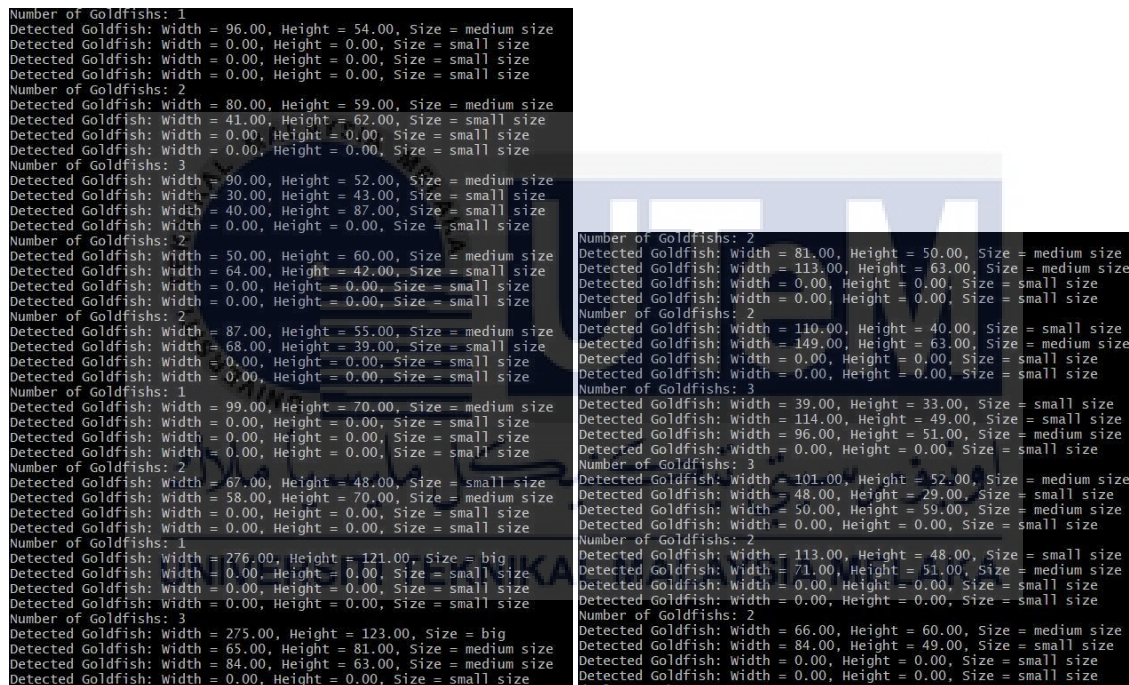 Number of Goldfishs: 1
Detected Goldfish: Width = 96.00, Height = 54.00, Size = medium size
Detected Goldfish: Width = 0.00, Height = 0.00, Size = small size
Detected Goldfish: Width = 0.00, Height = 0.00, Size = small size
Detected Goldfish: Width = 0.00, Height = 0.00, Size = small size
Number of Goldfishs: 2
Detected Goldfish: Width = 80.00, Height = 59.00, Size = medium size
Detected Goldfish: Width = 41.00, Height = 62.00, Size = small size
Detected Goldfish: Width = 0.00, Height = 0.00, Size = small size
Detected Goldfish: Width = 0.00, Height = 0.00, Size = small size
Number of Goldfishs: 3
Detected Goldfish: Width = 90.00, Height = 52.00, Size = medium size
Detected Goldfish: Width = 30.00, Height = 43.00, Size = small size
Detected Goldfish: Width = 40.00, Height = 87.00, Size = small size
Detected Goldfish: Width = 0.00, Height = 0.00, Size = small size
Number of Goldfishs: 2
Detected Goldfish: Width = 50.00, Height = 60.00, Size = medium size
Detected Goldfish: Width = 64.00, Height = 42.00, Size = small size
Detected Goldfish: Width = 0.00, Height = 0.00, Size = small size
Detected Goldfish: Width = 0.00, Height = 0.00, Size = small size
Number of Goldfishs: 2
Detected Goldfish: Width = 87.00, Height = 55.00, Size = medium size
Detected Goldfish: Width = 68.00, Height = 39.00, Size = small size
Detected Goldfish: Width = 0.00, Height = 0.00, Size = small size
Detected Goldfish: Width = 0.00, Height = 0.00, Size = small size
Number of Goldfishs: 1
Detected Goldfish: Width = 99.00, Height = 70.00, Size = medium size
Detected Goldfish: Width = 0.00, Height = 0.00, Size = small size
Detected Goldfish: Width = 0.00, Height = 0.00, Size = small size
Detected Goldfish: Width = 0.00, Height = 0.00, Size = small size
Number of Goldfishs: 2
Detected Goldfish: Width = 67.00, Height = 48.00, Size = small size
Detected Goldfish: Width = 58.00, Height = 70.00, Size = medium size
Detected Goldfish: Width = 0.00, Height = 0.00, Size = small size
Detected Goldfish: Width = 0.00, Height = 0.00, Size = small size
Number of Goldfishs: 1
Detected Goldfish: Width = 276.00, Height = 121.00, Size = big
Detected Goldfish: Width = 0.00, Height = 0.00, Size = small size
Detected Goldfish: Width = 0.00, Height = 0.00, Size = small size
Detected Goldfish: Width = 0.00, Height = 0.00, Size = small size
Number of Goldfishs: 3
Detected Goldfish: Width = 275.00, Height = 123.00, Size = big
Detected Goldfish: Width = 65.00, Height = 81.00, Size = medium size
Detected Goldfish: Width = 84.00, Height = 63.00, Size = medium size
Detected Goldfish: Width = 0.00, Height = 0.00, Size = small size
Number of Goldfishs: 2
Detected Goldfish: Width = 81.00, Height = 50.00, Size = medium size
Detected Goldfish: Width = 113.00, Height = 63.00, Size = medium size
Detected Goldfish: Width = 0.00, Height = 0.00, Size = small size
Detected Goldfish: Width = 0.00, Height = 0.00, Size = small size
Number of Goldfishs: 2
Detected Goldfish: Width = 110.00, Height = 40.00, Size = small size
Detected Goldfish: Width = 149.00, Height = 63.00, Size = medium size
Detected Goldfish: Width = 0.00, Height = 0.00, Size = small size
Detected Goldfish: Width = 0.00, Height = 0.00, Size = small size
Number of Goldfishs: 3
Detected Goldfish: Width = 39.00, Height = 33.00, Size = small size
Detected Goldfish: Width = 114.00, Height = 49.00, Size = small size
Detected Goldfish: Width = 96.00, Height = 51.00, Size = medium size
Detected Goldfish: Width = 0.00, Height = 0.00, Size = small size
Number of Goldfishs: 3
Detected Goldfish: Width = 101.00, Height = 52.00, Size = medium size
Detected Goldfish: Width = 48.00, Height = 29.00, Size = small size
Detected Goldfish: Width = 50.00, Height = 59.00, Size = medium size
Detected Goldfish: Width = 0.00, Height = 0.00, Size = small size
Number of Goldfishs: 2
Detected Goldfish: Width = 113.00, Height = 48.00, Size = small size
Detected Goldfish: Width = 71.00, Height = 51.00, Size = medium size
Detected Goldfish: Width = 0.00, Height = 0.00, Size = small size
Detected Goldfish: Width = 0.00, Height = 0.00, Size = small size
Number of Goldfishs: 2
Detected Goldfish: Width = 66.00, Height = 60.00, Size = medium size
Detected Goldfish: Width = 84.00, Height = 49.00, Size = small size
Detected Goldfish: Width = 0.00, Height = 0.00, Size = small size
Detected Goldfish: Width = 0.00, Height = 0.00, Size = small size
UTeM
UNIVERSITI TEKNIKAL MALAYSIA MELAKA